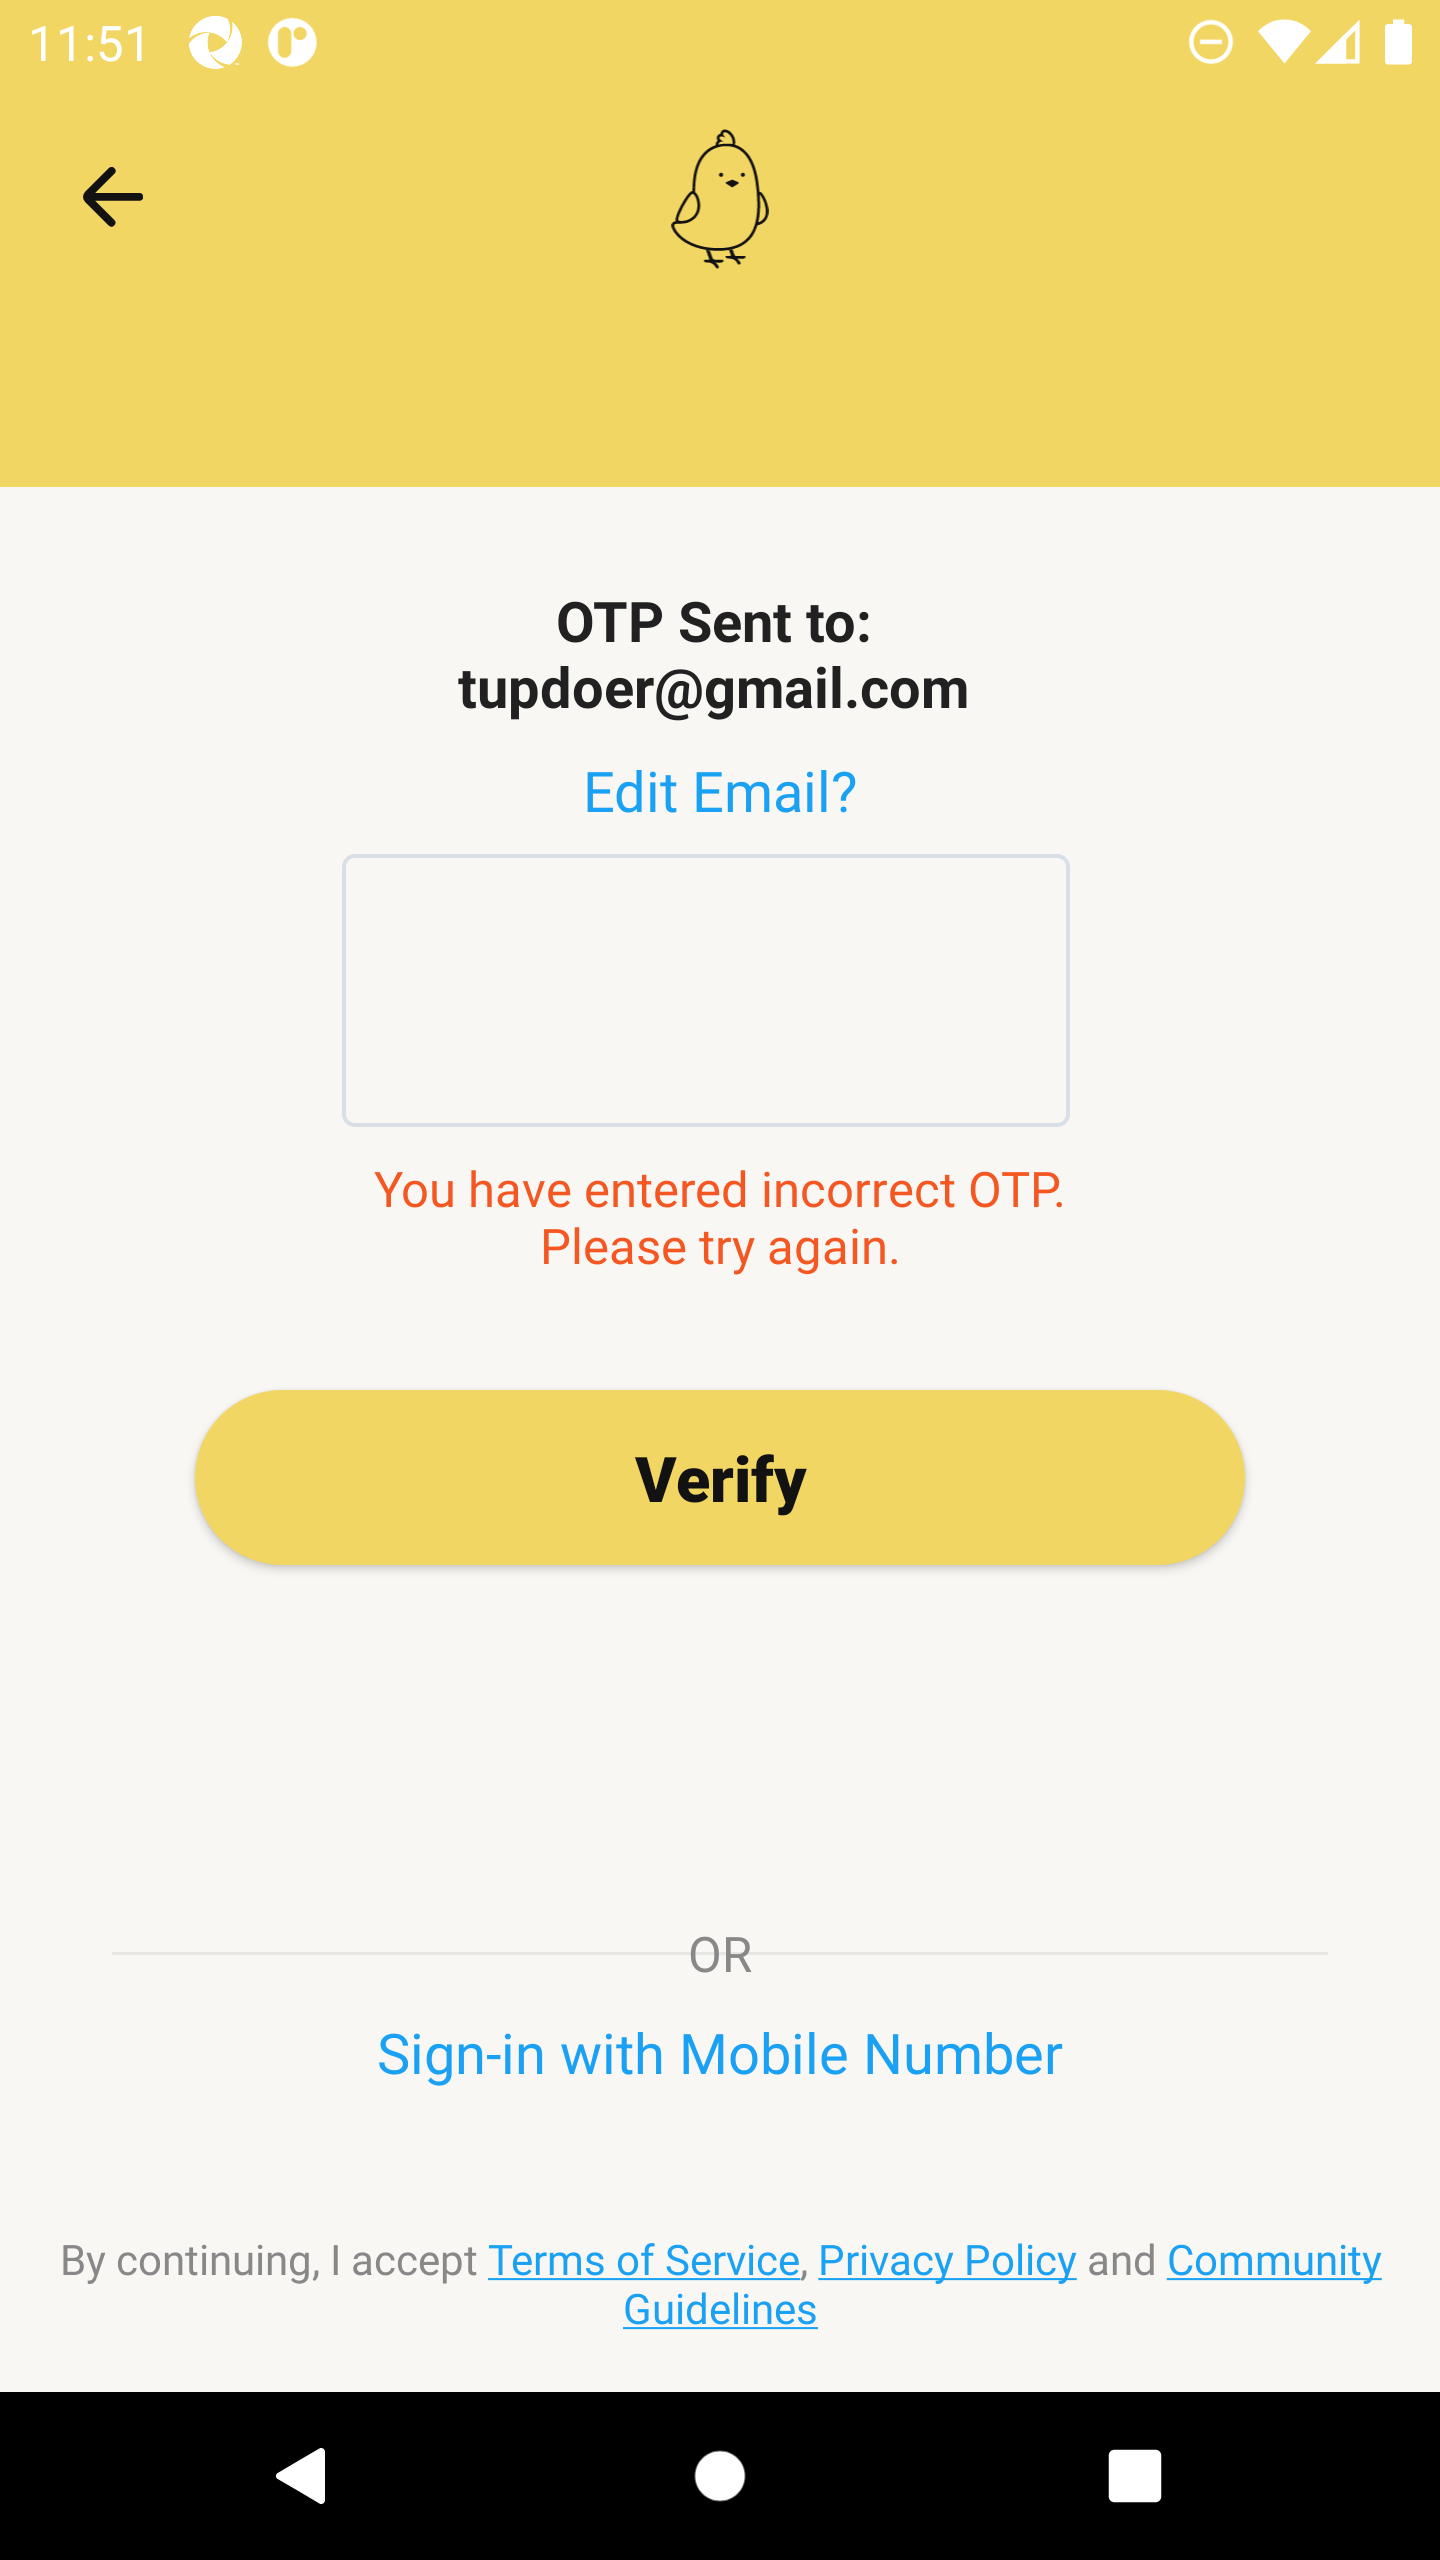 11:51
OTP Sent to:
tupdoer@gmail.com
Edit Email?
You have entered incorrect OTP.
Please try again.
Verify
OR
Sign-in with Mobile Number
By continuing, I accept Terms of Service, Privacy Policy and Community
Guidelines